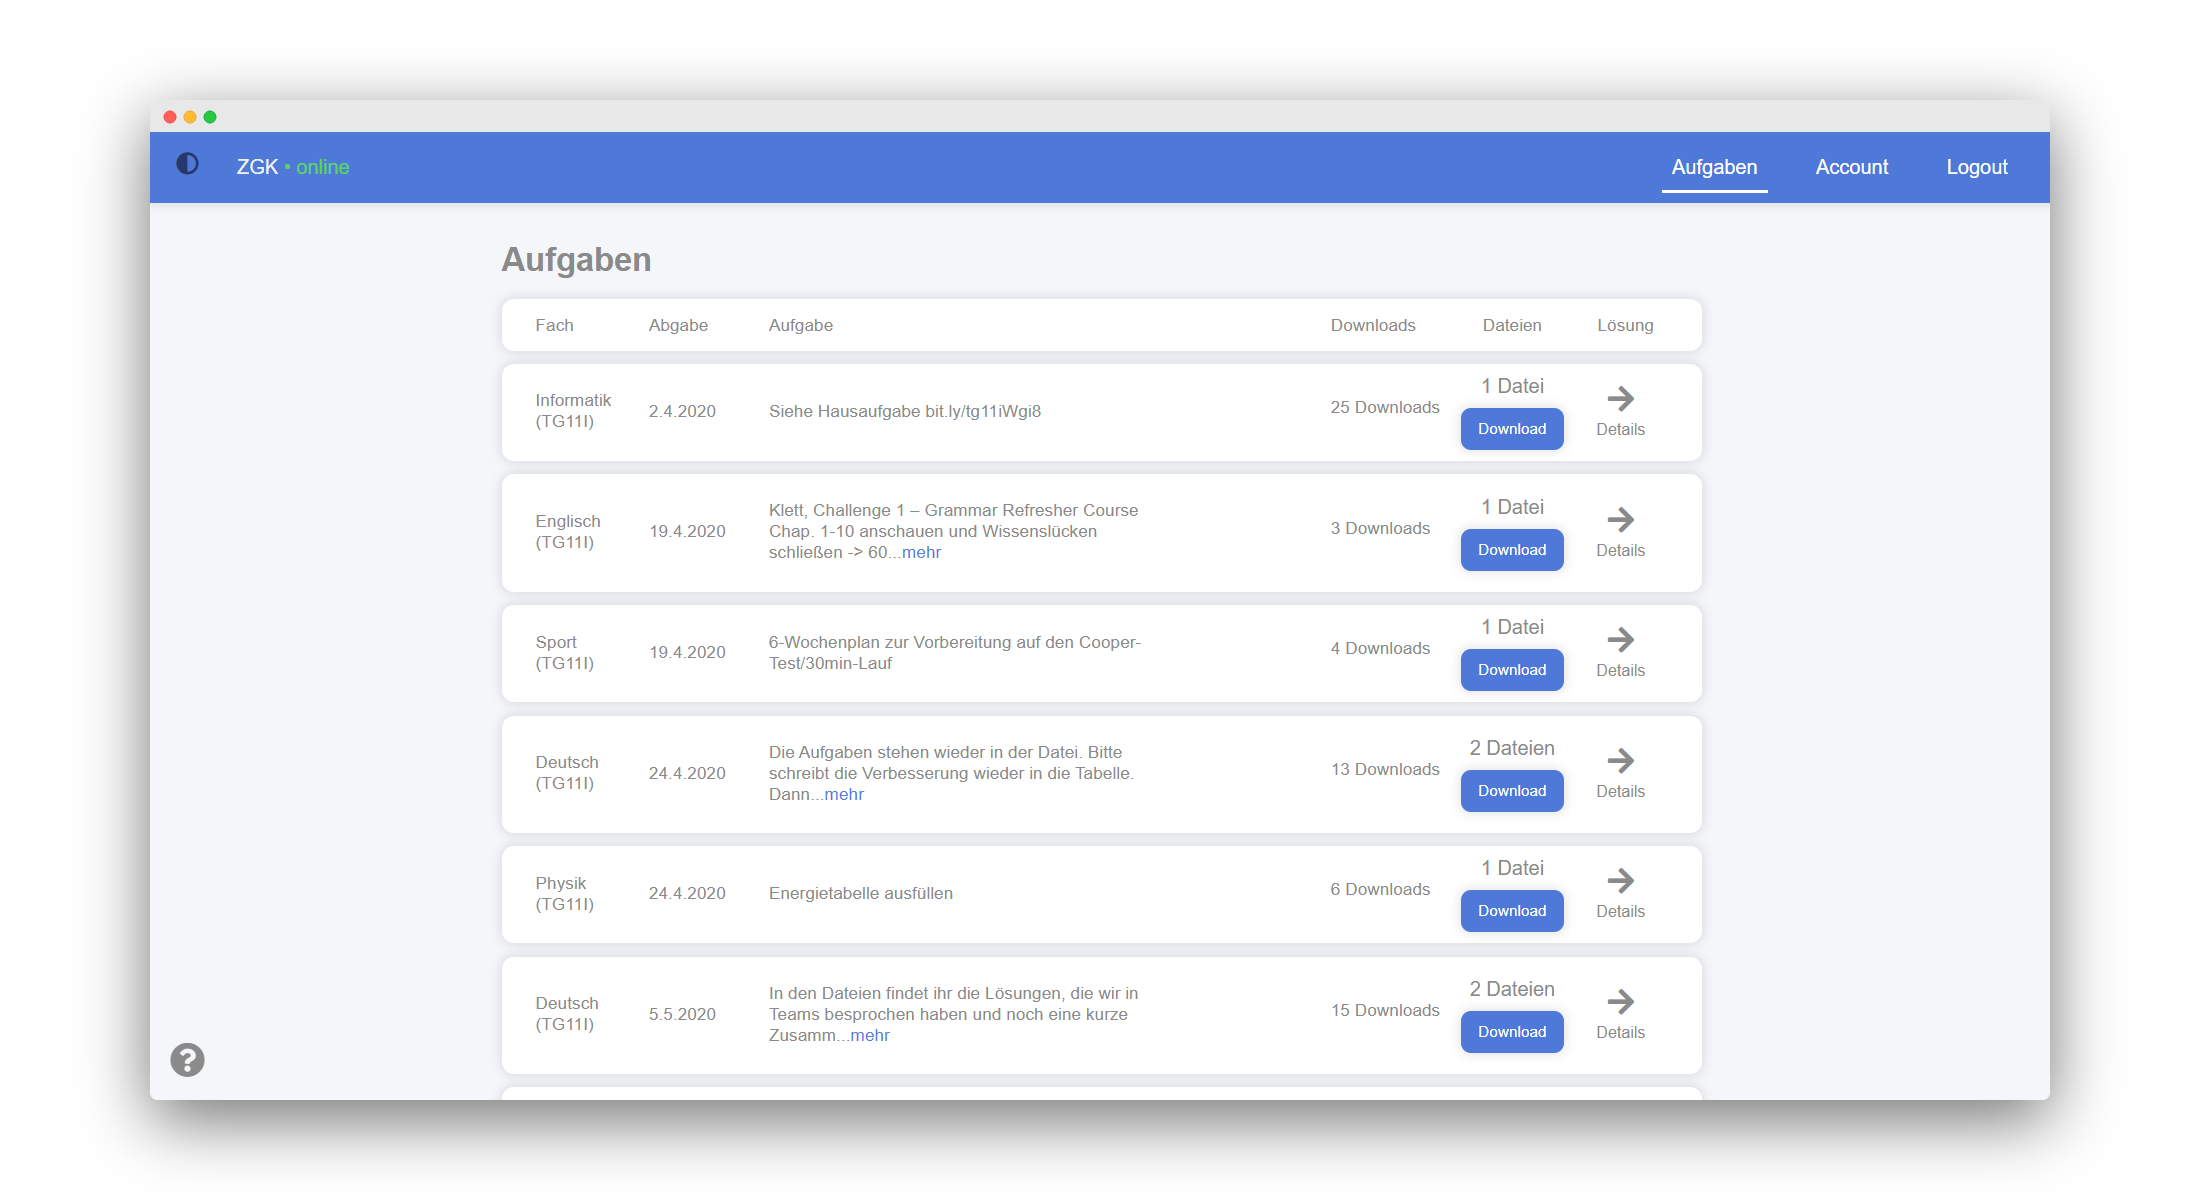 ZGK • online
Aufgaben Account Logout
Aufgaben
Fach Abgabe Aufgabe Downloads Dateien Lösung
Informatik
(TG11I)
2.4.2020
Siehe Hausaufgabe bit.ly/tg11iWgi8
25 Downloads
1 Datei
Download
Details
Englisch
(TG11I)
19.4.2020
Klett, Challenge 1 – Grammar Refresher Course
Chap. 1-10 anschauen und Wissenslücken
schließen -> 60...mehr
3 Downloads
1 Datei
Download
Details
Sport
(TG11I)
19.4.2020
6-Wochenplan zur Vorbereitung auf den Cooper-
Test/30min-Lauf
4 Downloads
1 Datei
Download
Details
Deutsch
(TG11I)
24.4.2020
Die Aufgaben stehen wieder in der Datei. Bitte
schreibt die Verbesserung wieder in die Tabelle.
Dann...mehr
13 Downloads
2 Dateien
Download
Details
Physik
(TG11I)
24.4.2020
Energietabelle ausfüllen
6 Downloads
1 Datei
Download
Details
Deutsch
(TG11I)
5.5.2020
In den Dateien findet ihr die Lösungen, die wir in
Teams besprochen haben und noch eine kurze
Zusamm...mehr
15 Downloads
2 Dateien
Download
Details
?